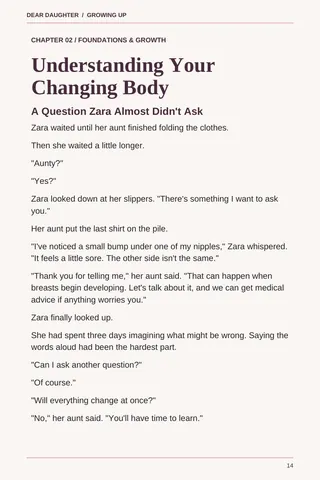 DEAR DAUGHTER / GROWING UP
CHAPTER 02 / FOUNDATIONS & GROWTH
Understanding Your
Changing Body
A Question Zara Almost Didn't Ask
Zara waited until her aunt finished folding the clothes.
Then she waited a little longer.
"Aunty?"
"Yes?"
Zara looked down at her slippers. "There's something I want to ask
you."
Her aunt put the last shirt on the pile.
"I've noticed a small bump under one of my nipples," Zara whispered.
"It feels a little sore. The other side isn't the same."
"Thank you for telling me," her aunt said. "That can happen when
breasts begin developing. Let's talk about it, and we can get medical
advice if anything worries you."
Zara finally looked up.
She had spent three days imagining what might be wrong. Saying the
words aloud had been the hardest part.
"Can I ask another question?"
"Of course."
"Will everything change at once?"
"No," her aunt said. "You'll have time to learn."
14